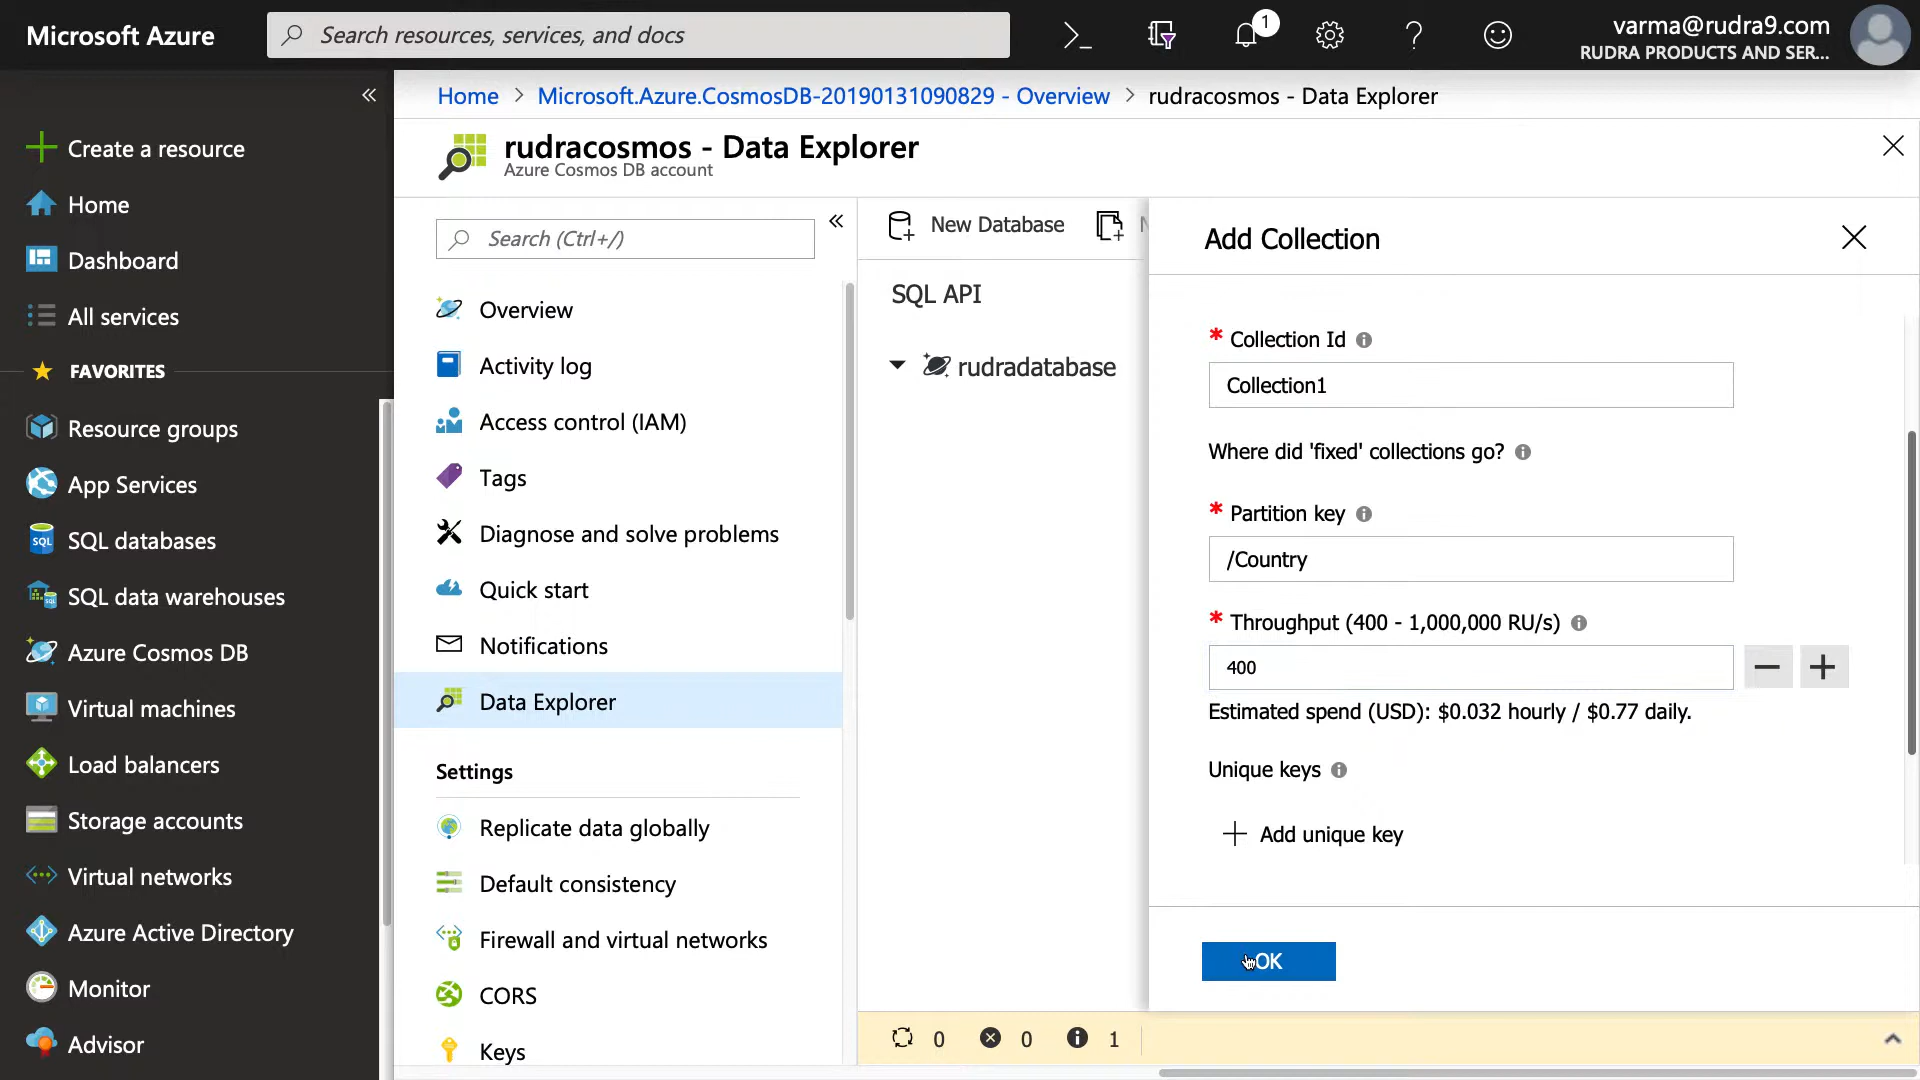 Microsoft Azure
Search resources, services, and docs
1
varma@rudra9.com
RUDRA PRODUCTS AND SER...
Home > Microsoft.Azure.CosmosDB-20190131090829 - Overview > rudracosmos - Data Explorer
rudracosmos - Data Explorer
Azure Cosmos DB account
Create a resource
Home
Dashboard
All services
FAVORITES
Resource groups
App Services
SQL databases
SQL data warehouses
Azure Cosmos DB
Virtual machines
Load balancers
Storage accounts
Virtual networks
Azure Active Directory
Monitor
Advisor
Search (Ctrl+/)
Overview
Activity log
Access control (IAM)
Tags
Diagnose and solve problems
Quick start
Notifications
Data Explorer
Settings
Replicate data globally
Default consistency
Firewall and virtual networks
CORS
Keys
New Database
SQL API
rudradatabase
Add Collection
* Collection Id
Collection1
Where did 'fixed' collections go?
* Partition key
/Country
* Throughput (400 - 1,000,000 RU/s)
400
Estimated spend (USD): $0.032 hourly / $0.77 daily.
Unique keys
Add unique key
OK
0 0 1